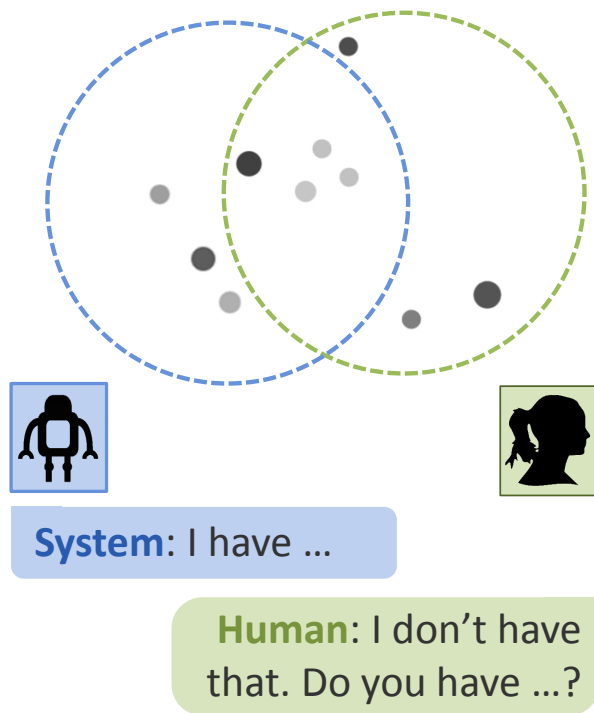 System: I have ...
Human: I don’t have
that. Do you have ...?